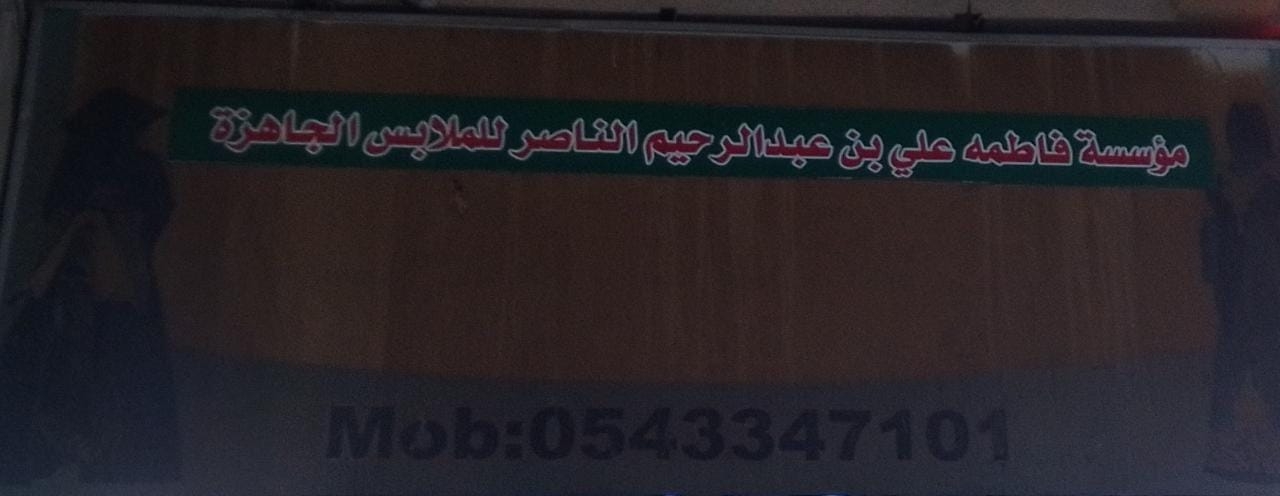 مؤسسة فاطمه علي بن عبدالرحيم الناصر للملابس الجاهزة
Mob:0543347101